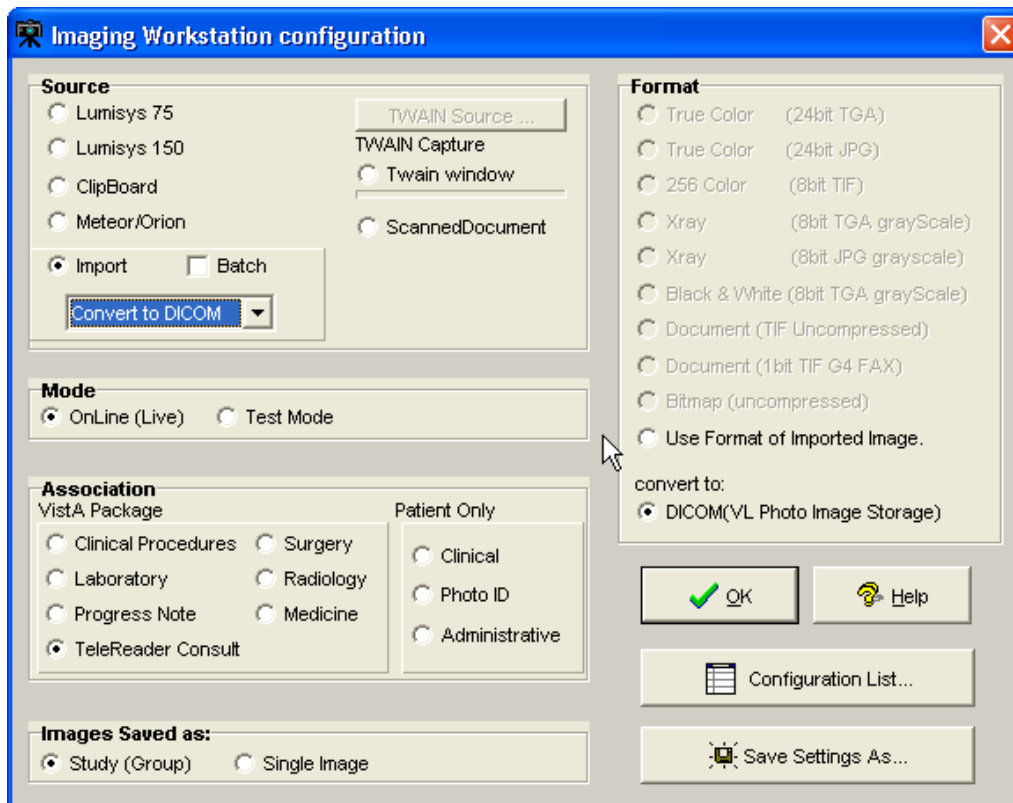 Imaging Workstation configuration
Source
Lumisys 75
Lumisys 150
ClipBoard
Meteor/Orion
Import
Batch
Convert to DICOM
TWAIN Source ...
TWAIN Capture
Twain window
ScannedDocument
Mode
OnLine (Live)
Test Mode
Association
VistA Package
Clinical Procedures
Surgery
Laboratory
Radiology
Progress Note
Medicine
TeleReader Consult
Patient Only
Clinical
Photo ID
Administrative
Images Saved as:
Study (Group)
Single Image
Format
True Color (24bit TGA)
True Color (24bit JPG)
256 Color (8bit TIF)
Xray (8bit TGA grayScale)
Xray (8bit JPG grayscale)
Black & White (8bit TGA grayScale)
Document (TIF Uncompressed)
Document (1bit TIF G4 FAX)
Bitmap (uncompressed)
Use Format of Imported Image.
convert to:
DICOM(VL Photo Image Storage)
OK
Help
Configuration List...
Save Settings As...